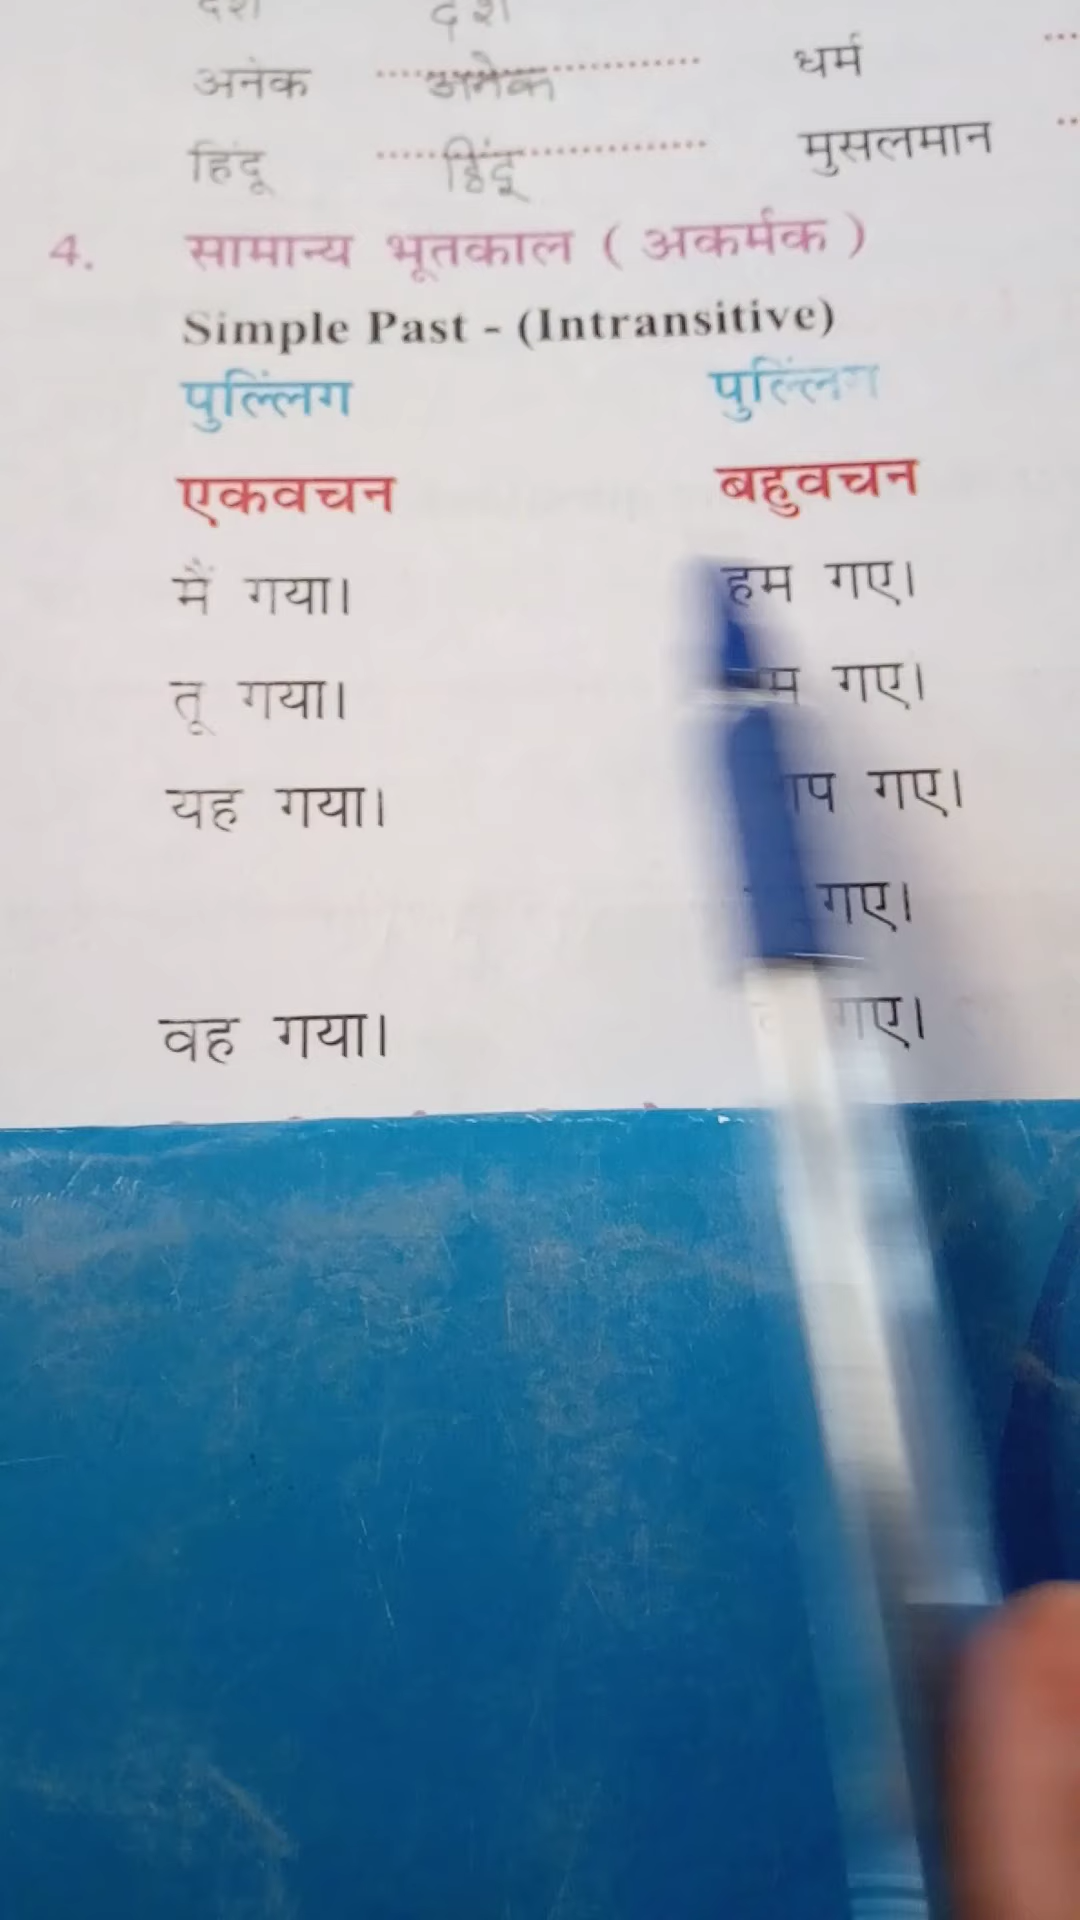 देश देश
अनेक अनेक धर्म
हिंदू हिंदू मुसलमान
4. सामान्य भूतकाल ( अकर्मक )
Simple Past - (Intransitive)
पुल्लिंग पुल्लिंग
एकवचन बहुवचन
मैं गया। हम गए।
तू गया। गए।
यह गया। गए।
गए।
वह गया। गए।